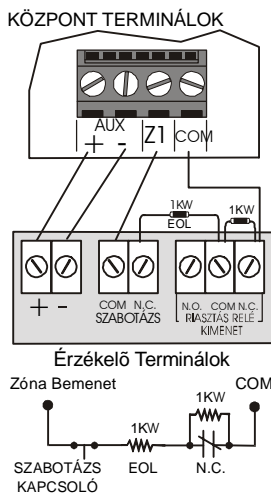 KÖZPONT TERMINÁLOK
AUX
+ - Z1 COM
1KW
EOL
1KW
+ -
COM N.C.
SZABOTÁZS
N.O. COM N.C.
RIASZTÁS RELÉ
KIMENET
Érzékelő Terminálok
Zóna Bemenet COM
1KW
1KW
SZABOTÁZS
KAPCSOLÓ
EOL N.C.